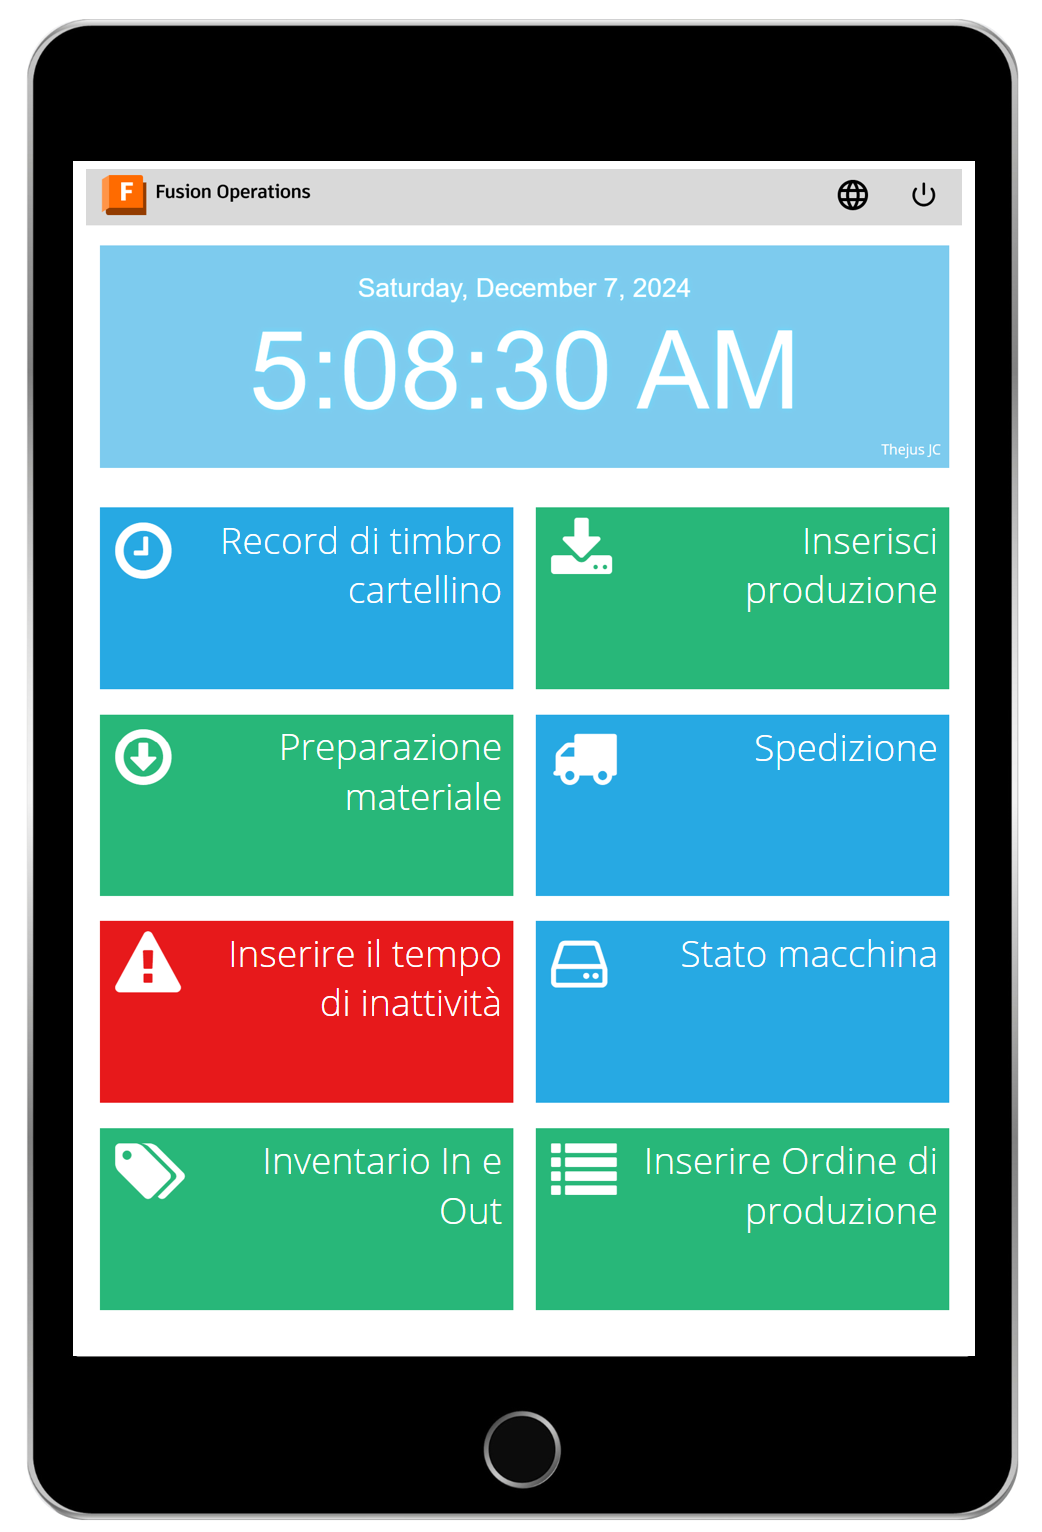 F Fusion Operations
Saturday, December 7, 2024
5:08:30 AM
Thejus JC
Record di timbro
cartellino
Inserisci
produzione
Preparazione
materiale
Spedizione
Inserire il tempo
di inattività
Stato macchina
Inventario In e
Out
Inserire Ordine di
produzione